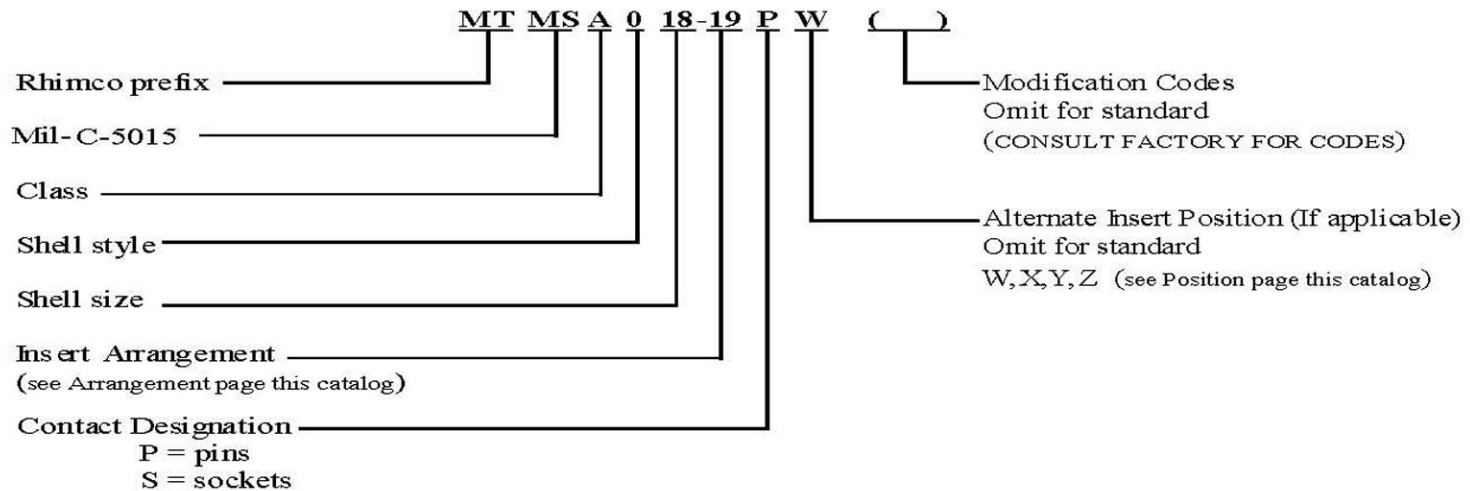 MT MSA 0 18-19 P W ( )
Rhimco prefix
Mil-C-5015
Class
Shell style
Shell size
Insert Arrangement
(see Arrangement page this catalog)
Contact Designation
P = pins
S = sockets
Modification Codes
Omit for standard
(CONSULT FACTORY FOR CODES)
Alternate Insert Position (If applicable)
Omit for standard
W,X,Y,Z (see Position page this catalog)